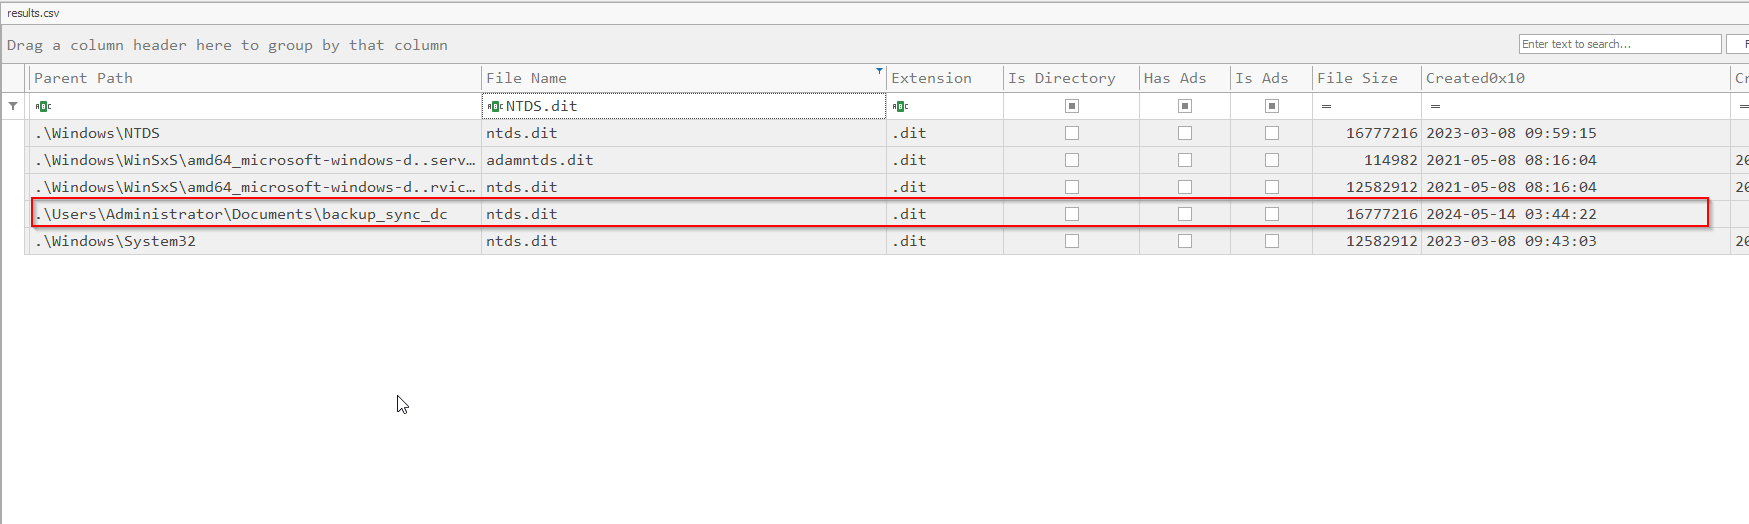 results.csv
Drag a column header here to group by that column
Enter text to search... F
Parent Path File Name Extension Is Directory Has Ads Is Ads File Size Created0x10 Cr
ABC ABC NTDS.dit ABC = = =
.\Windows\NTDS ntds.dit .dit 16777216 2023-03-08 09:59:15
.\Windows\WinSxS\amd64_microsoft-windows-d..serv… adamntds.dit .dit 114982 2021-05-08 08:16:04 20
.\Windows\WinSxS\amd64_microsoft-windows-d..rvic… ntds.dit .dit 12582912 2021-05-08 08:16:04 20
.\Users\Administrator\Documents\backup_sync_dc ntds.dit .dit 16777216 2024-05-14 03:44:22
.\Windows\System32 ntds.dit .dit 12582912 2023-03-08 09:43:03 20